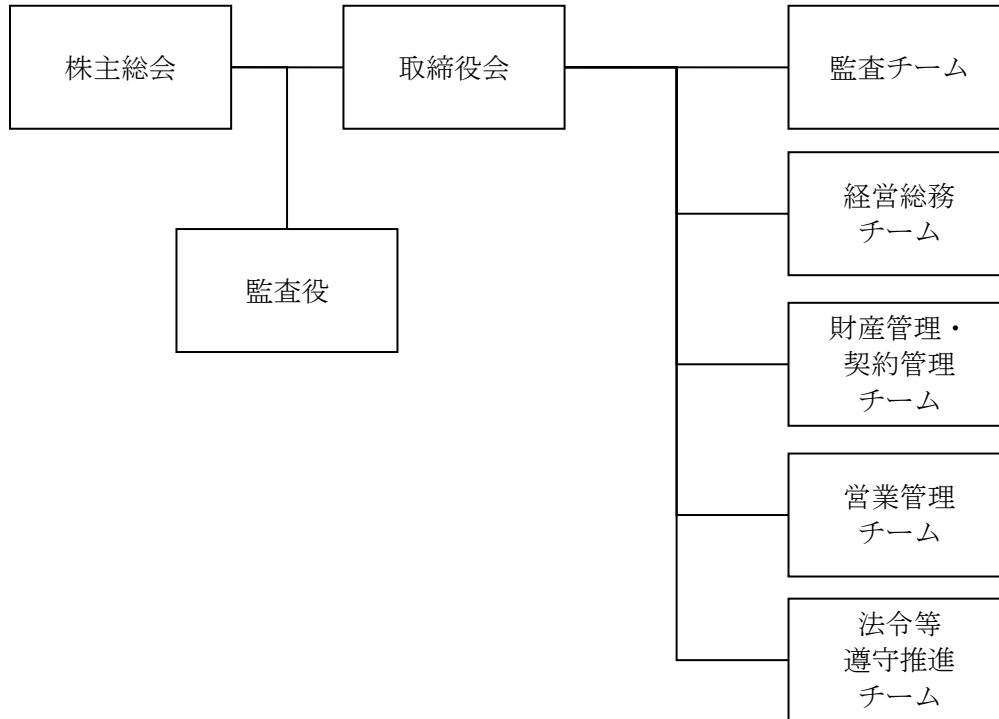 株主総会
取締役会
監査チーム
経営総務
チーム
監査役
財産管理・
契約管理
チーム
営業管理
チーム
法令等
遵守推進
チーム